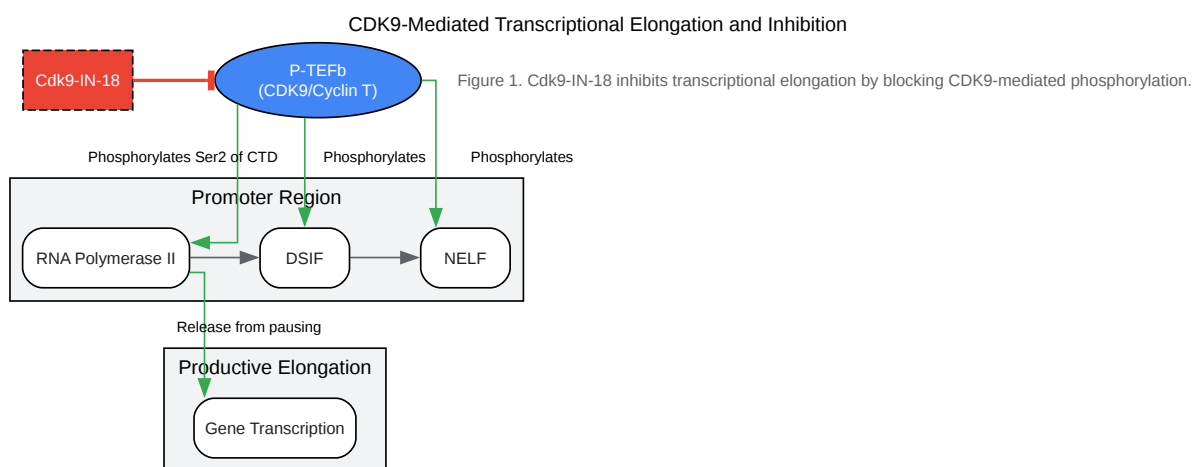 CDK9-Mediated Transcriptional Elongation and Inhibition
Cdk9-IN-18
P-TEFb
(CDK9/Cyclin T)
Figure 1. Cdk9-IN-18 inhibits transcriptional elongation by blocking CDK9-mediated phosphorylation.
Phosphorylates Ser2 of CTD
Phosphorylates
Phosphorylates
Promoter Region
RNA Polymerase II
DSIF
NELF
Release from pausing
Productive Elongation
Gene Transcription